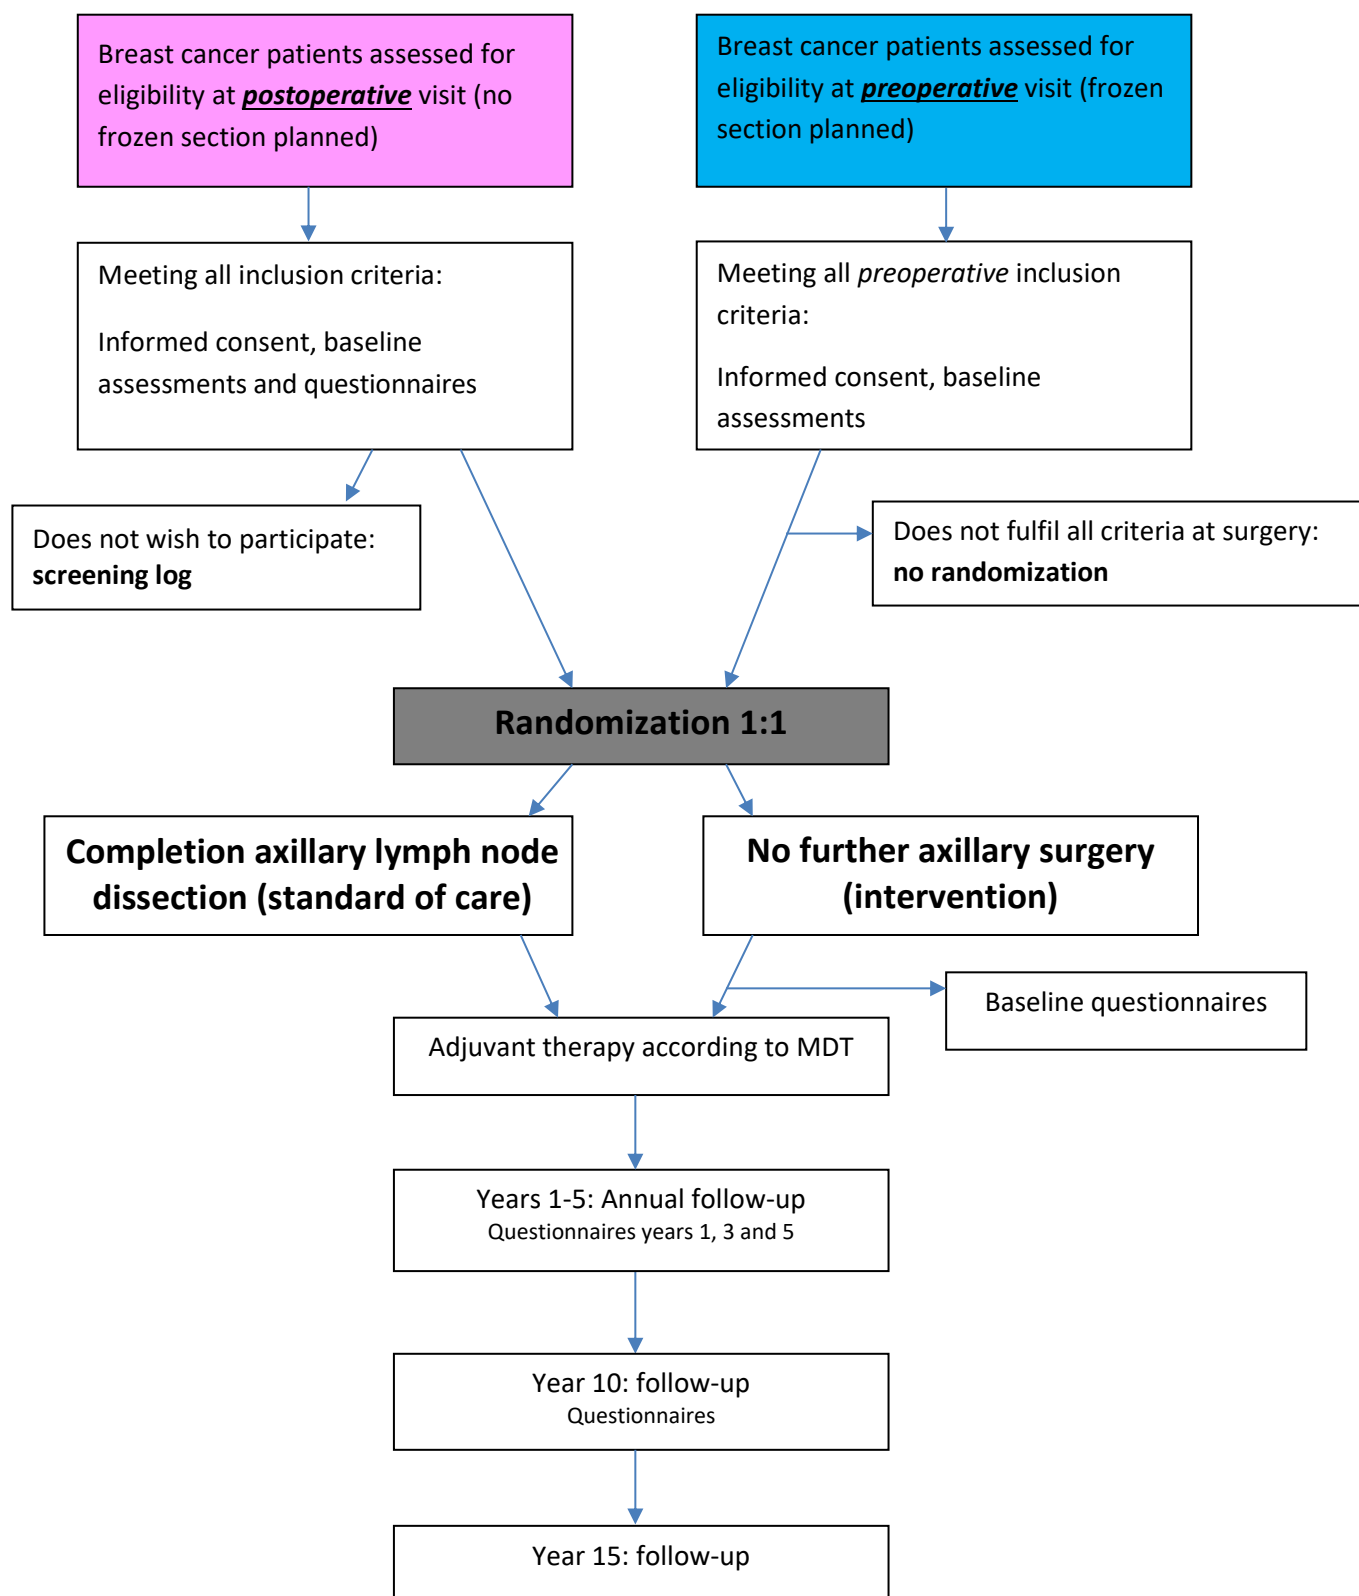 Breast cancer patients assessed for
eligibility at postoperative visit (no
frozen section planned)
Breast cancer patients assessed for
eligibility at preoperative visit (frozen
section planned)
Meeting all inclusion criteria:
Informed consent, baseline
assessments and questionnaires
Meeting all preoperative inclusion
criteria:
Informed consent, baseline
assessments
Does not wish to participate:
screening log
Does not fulfil all criteria at surgery:
no randomization
Randomization 1:1
Completion axillary lymph node
dissection (standard of care)
No further axillary surgery
(intervention)
Baseline questionnaires
Adjuvant therapy according to MDT
Years 1-5: Annual follow-up
Questionnaires years 1, 3 and 5
Year 10: follow-up
Questionnaires
Year 15: follow-up